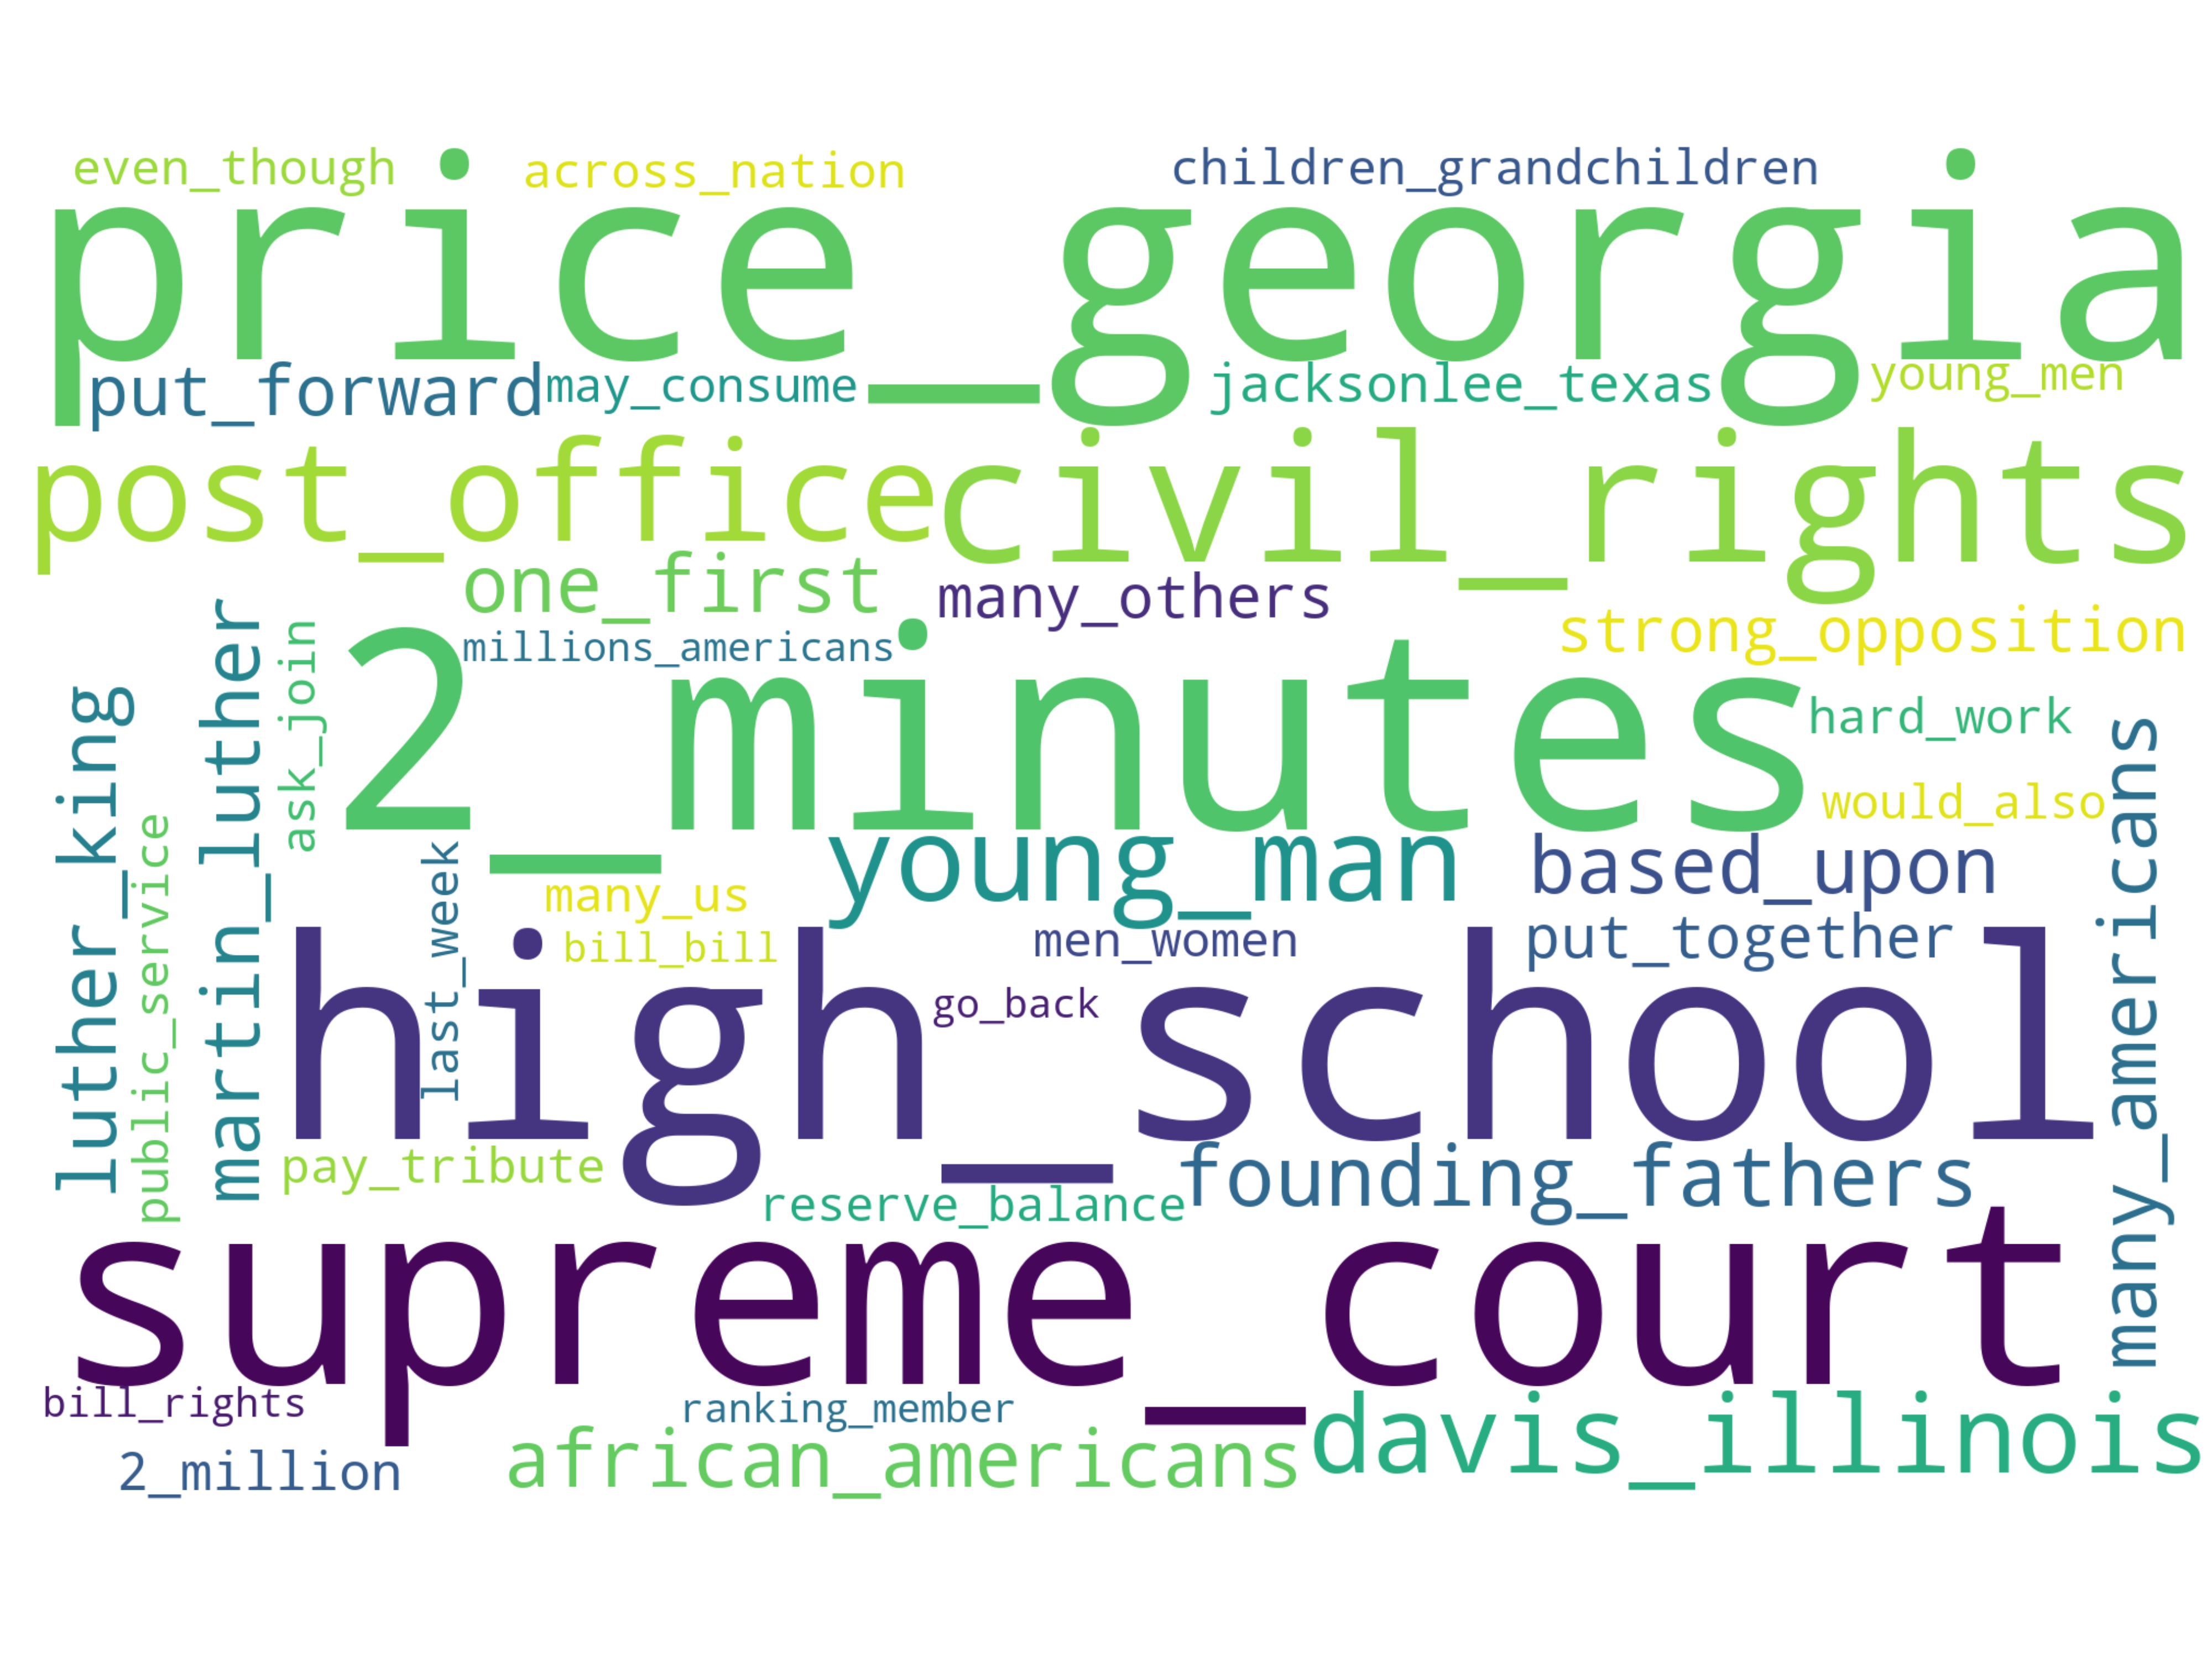 even_though
across_nation
children_grandchildren
price_georgia
put_forward
may_consume
jacksonlee_texas
young_men
post_office
civil_rights
one_first
many_others
strong_opposition
millions_americans
2_minutes
hard_work
would_also
luther_king
public_service
martin_luther
ask_join
last_week
many_americans
young_man
based_upon
many_us
bill_bill
men_women
put_together
go_back
high_school
pay_tribute
reserve_balance
founding_fathers
supreme_court
bill_rights
ranking_member
davis_illinois
2_million
african_americans